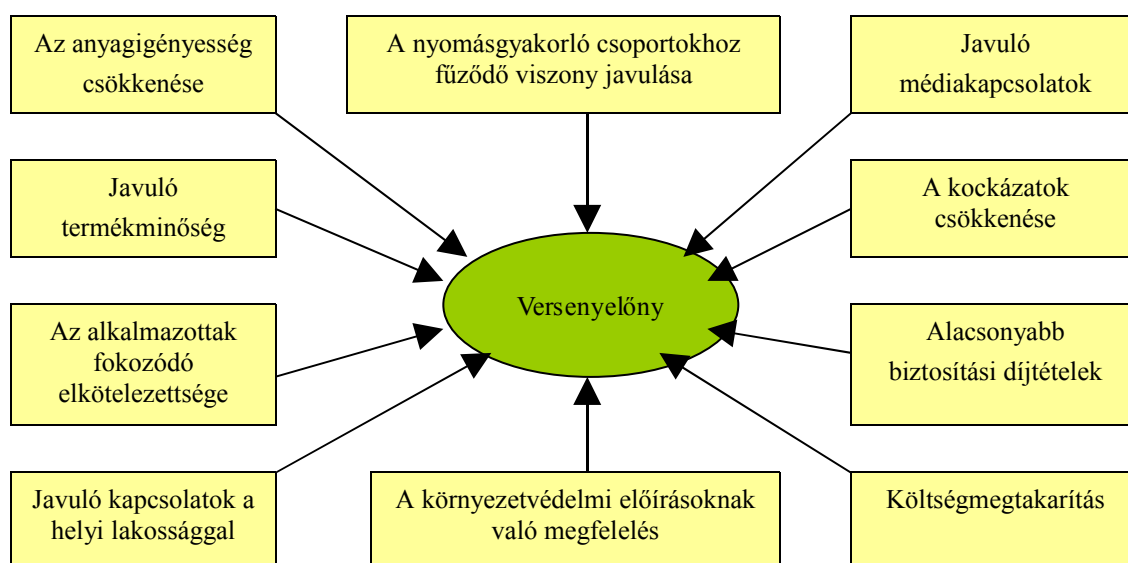 Az anyagigényesség
csökkenése
A nyomásgyakorló csoportokhoz
fűződő viszony javulása
Javuló
médiakapcsolatok
Javuló
termékminőség
A kockázatok
csökkenése
Versenyelőny
Az alkalmazottak
fokozódó
elkötelezettsége
Alacsonyabb
biztosítási díjtételek
Javuló kapcsolatok a
helyi lakossággal
A környezetvédelmi előírásoknak
való megfelelés
Költségmegtakarítás